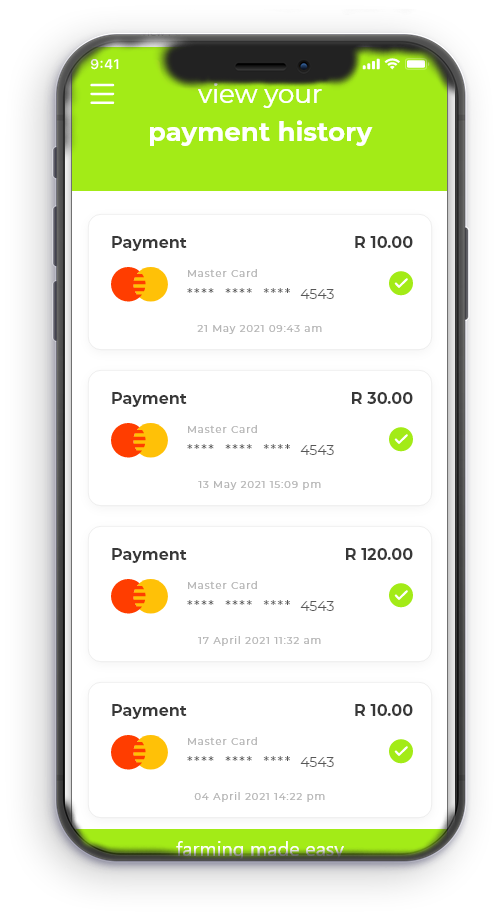 9:41
view your
payment history
Payment R 10.00
Master Card
**** **** **** 4543
21 May 2021 09:43 am
Payment R 30.00
Master Card
**** **** **** 4543
13 May 2021 15:09 pm
Payment R 120.00
Master Card
**** **** **** 4543
17 April 2021 11:32 am
Payment R 10.00
Master Card
**** **** **** 4543
04 April 2021 14:22 pm
farming made easy